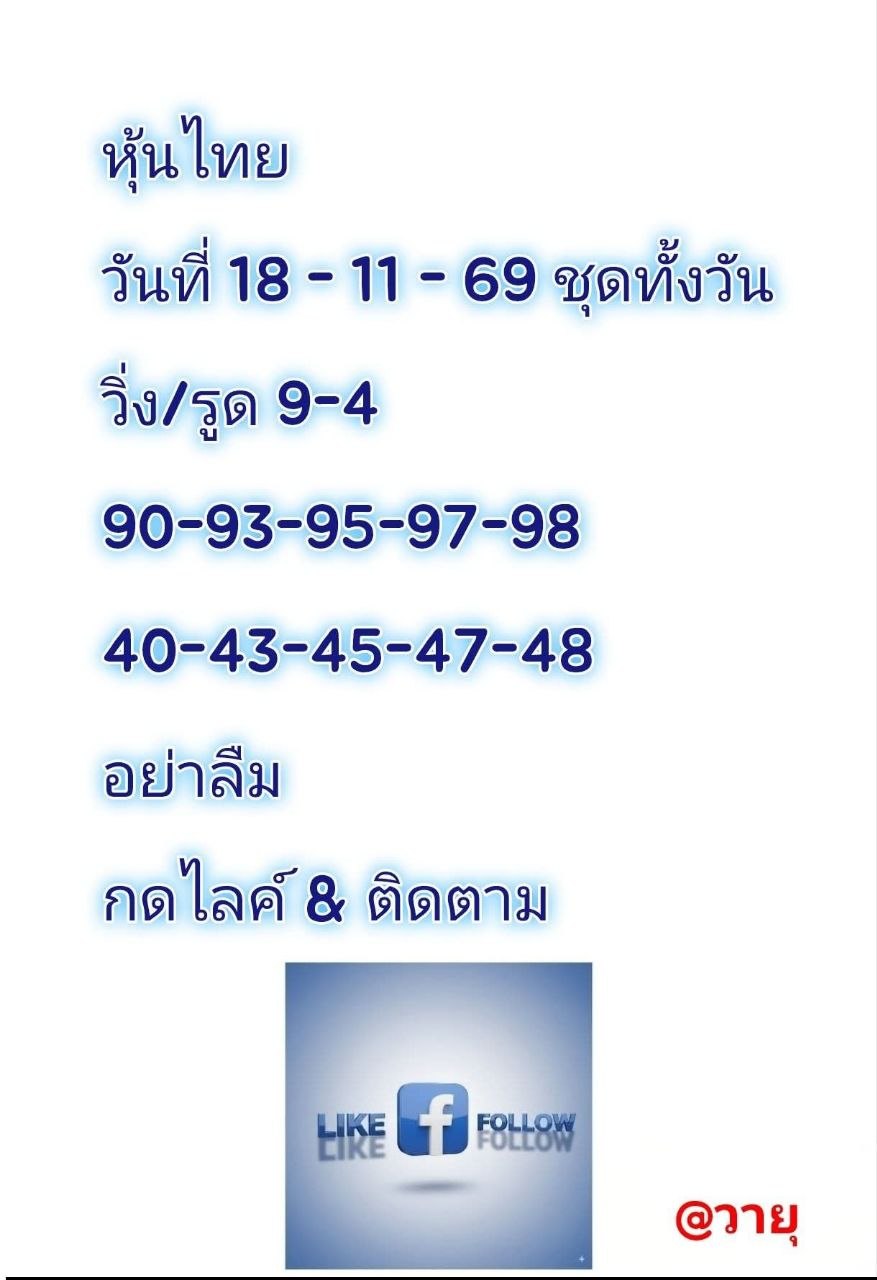 หุ้นไทย
วันที่ 18 - 11 - 69 ชุดทั้งวัน
วิ่ง/รูด 9-4
90-93-95-97-98
40-43-45-47-48
อย่าลืม
กดไลค์ & ติดตาม
LIKE f FOLLOW
@วายุ